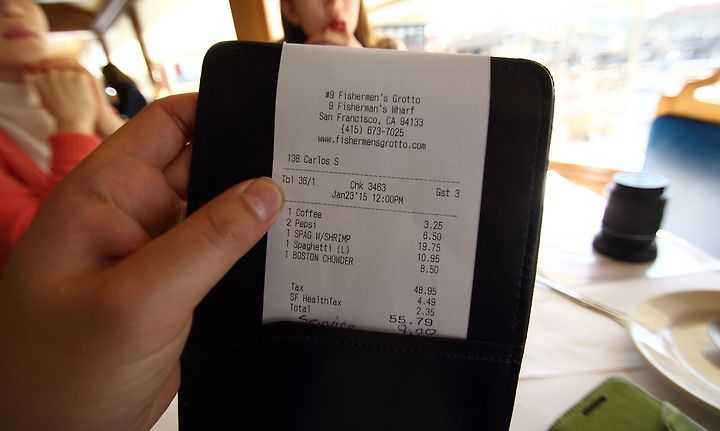 #9 Fishermen's Grotto
9 Fisherman's Wharf
San Francisco, CA 94133
(415) 673-7025
www.fishermensgrotto.com
138 Carlos S
Tbl 36/1 Chk 3463 Gst 3
Jan23'15 12:00PM
1 Coffee 3.25
2 Pepsi 6.50
1 SPAG W/SHRIMP 19.75
1 Spaghetti (L) 10.95
1 BOSTON CHOWDER 8.50
48.95
Tax 4.49
SF HealthTax 2.35
Total 55.79
Service 9.20